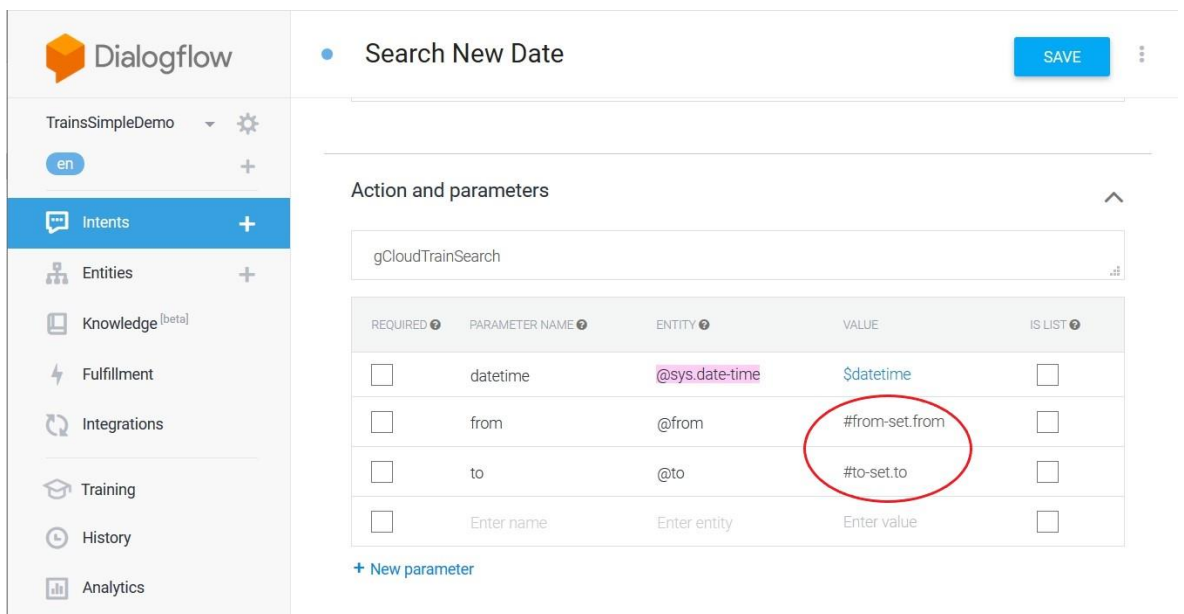 Dialogflow
Search New Date
SAVE
TrainsSimpleDemo
en
Intents
Entities
Knowledge [beta]
Fulfillment
Integrations
Training
History
Analytics
Action and parameters
gCloudTrainSearch
REQUIRED PARAMETER NAME ENTITY VALUE IS LIST
datetime @sys.date-time $datetime
from @from #from-set.from
to @to #to-set.to
Enter name Enter entity Enter value
+ New parameter